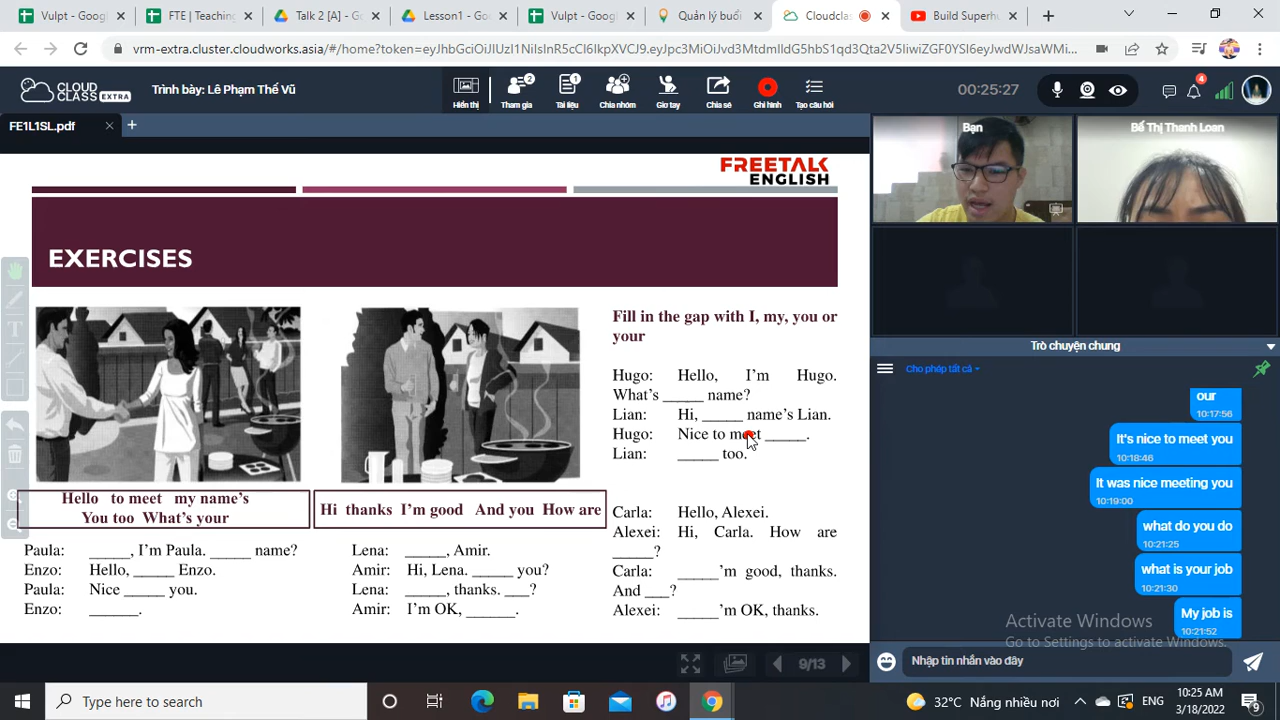 FTE | Teaching
Talk 2 [A] - Go
Lesson1 - Goo
Vulpt - Googl
Quản lý buổi
Cloudclas
Build Superhu
vrm-extra.cluster.cloudworks.asia/#/home?token=
CLOUD CLASS EXTRA
Trình bày: Lê Phạm Thế Vũ
Hiển thị
Tham gia
2
Tài liệu
1
Chia nhóm
Giơ tay
Chia sẻ
Ghi hình
Tạo câu hỏi
00:25:27
4
FE1L1SL.pdf
FREETALK
ENGLISH
EXERCISES
Hello to meet my name's
You too What's your
Paula: _____, I'm Paula. _____ name?
Enzo: Hello, _____ Enzo.
Paula: Nice _____ you.
Enzo: ______.
Hi thanks I'm good And you How are
Lena: _____, Amir.
Amir: Hi, Lena. _____ you?
Lena: _____, thanks. ___?
Amir: I'm OK, ______.
Fill in the gap with I, my, you or
your
Hugo: Hello, I'm Hugo.
What's _____ name?
Lian: Hi, _____ name's Lian.
Hugo: Nice to meet _____.
Lian: _____ too.
Carla: Hello, Alexei.
Alexei: Hi, Carla. How are
_____?
Carla: _____'m good, thanks.
And ___?
Alexei: _____'m OK, thanks.
9/13
Bạn
Bế Thị Thanh Loan
Trò chuyện chung
Cho phép tất cả
our
10:17:56
It's nice to meet you
10:18:46
It was nice meeting you
10:19:00
what do you do
10:21:25
what is your job
10:21:30
My job is
10:21:52
Activate Windows
Go to Settings to activate Windows.
Nhập tin nhắn vào đây
Type here to search
32°C Nắng nhiều nơi
ENG
10:25 AM
3/18/2022
9